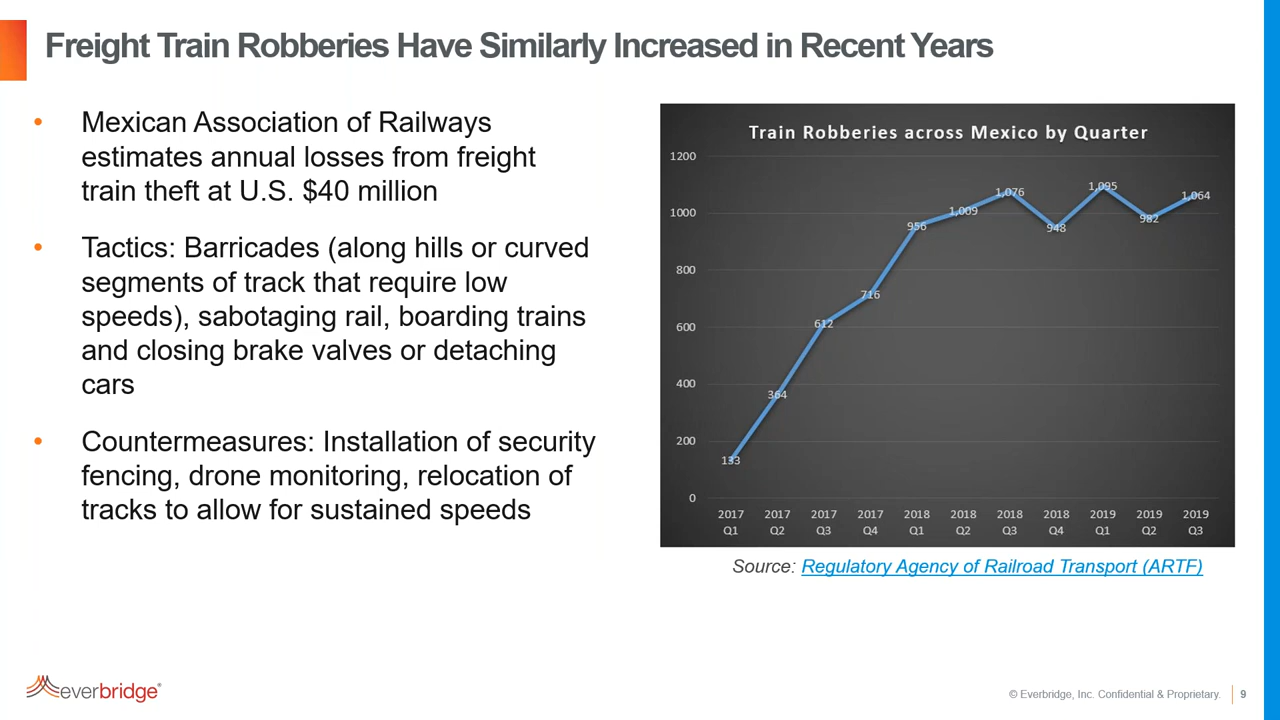 Freight Train Robberies Have Similarly Increased in Recent Years
• Mexican Association of Railways
estimates annual losses from freight
train theft at U.S. $40 million
• Tactics: Barricades (along hills or curved
segments of track that require low
speeds), sabotaging rail, boarding trains
and closing brake valves or detaching
cars
• Countermeasures: Installation of security
fencing, drone monitoring, relocation of
tracks to allow for sustained speeds
Train Robberies across Mexico by Quarter
1200
1000
800
600
400
200
0
133
364
612
716
956
1,009
1,076
948
1,095
982
1,064
2017 2017 2017 2017 2018 2018 2018 2018 2019 2019 2019
Q1 Q2 Q3 Q4 Q1 Q2 Q3 Q4 Q1 Q2 Q3
Source: Regulatory Agency of Railroad Transport (ARTF)
everbridge®
© Everbridge, Inc. Confidential & Proprietary. 9